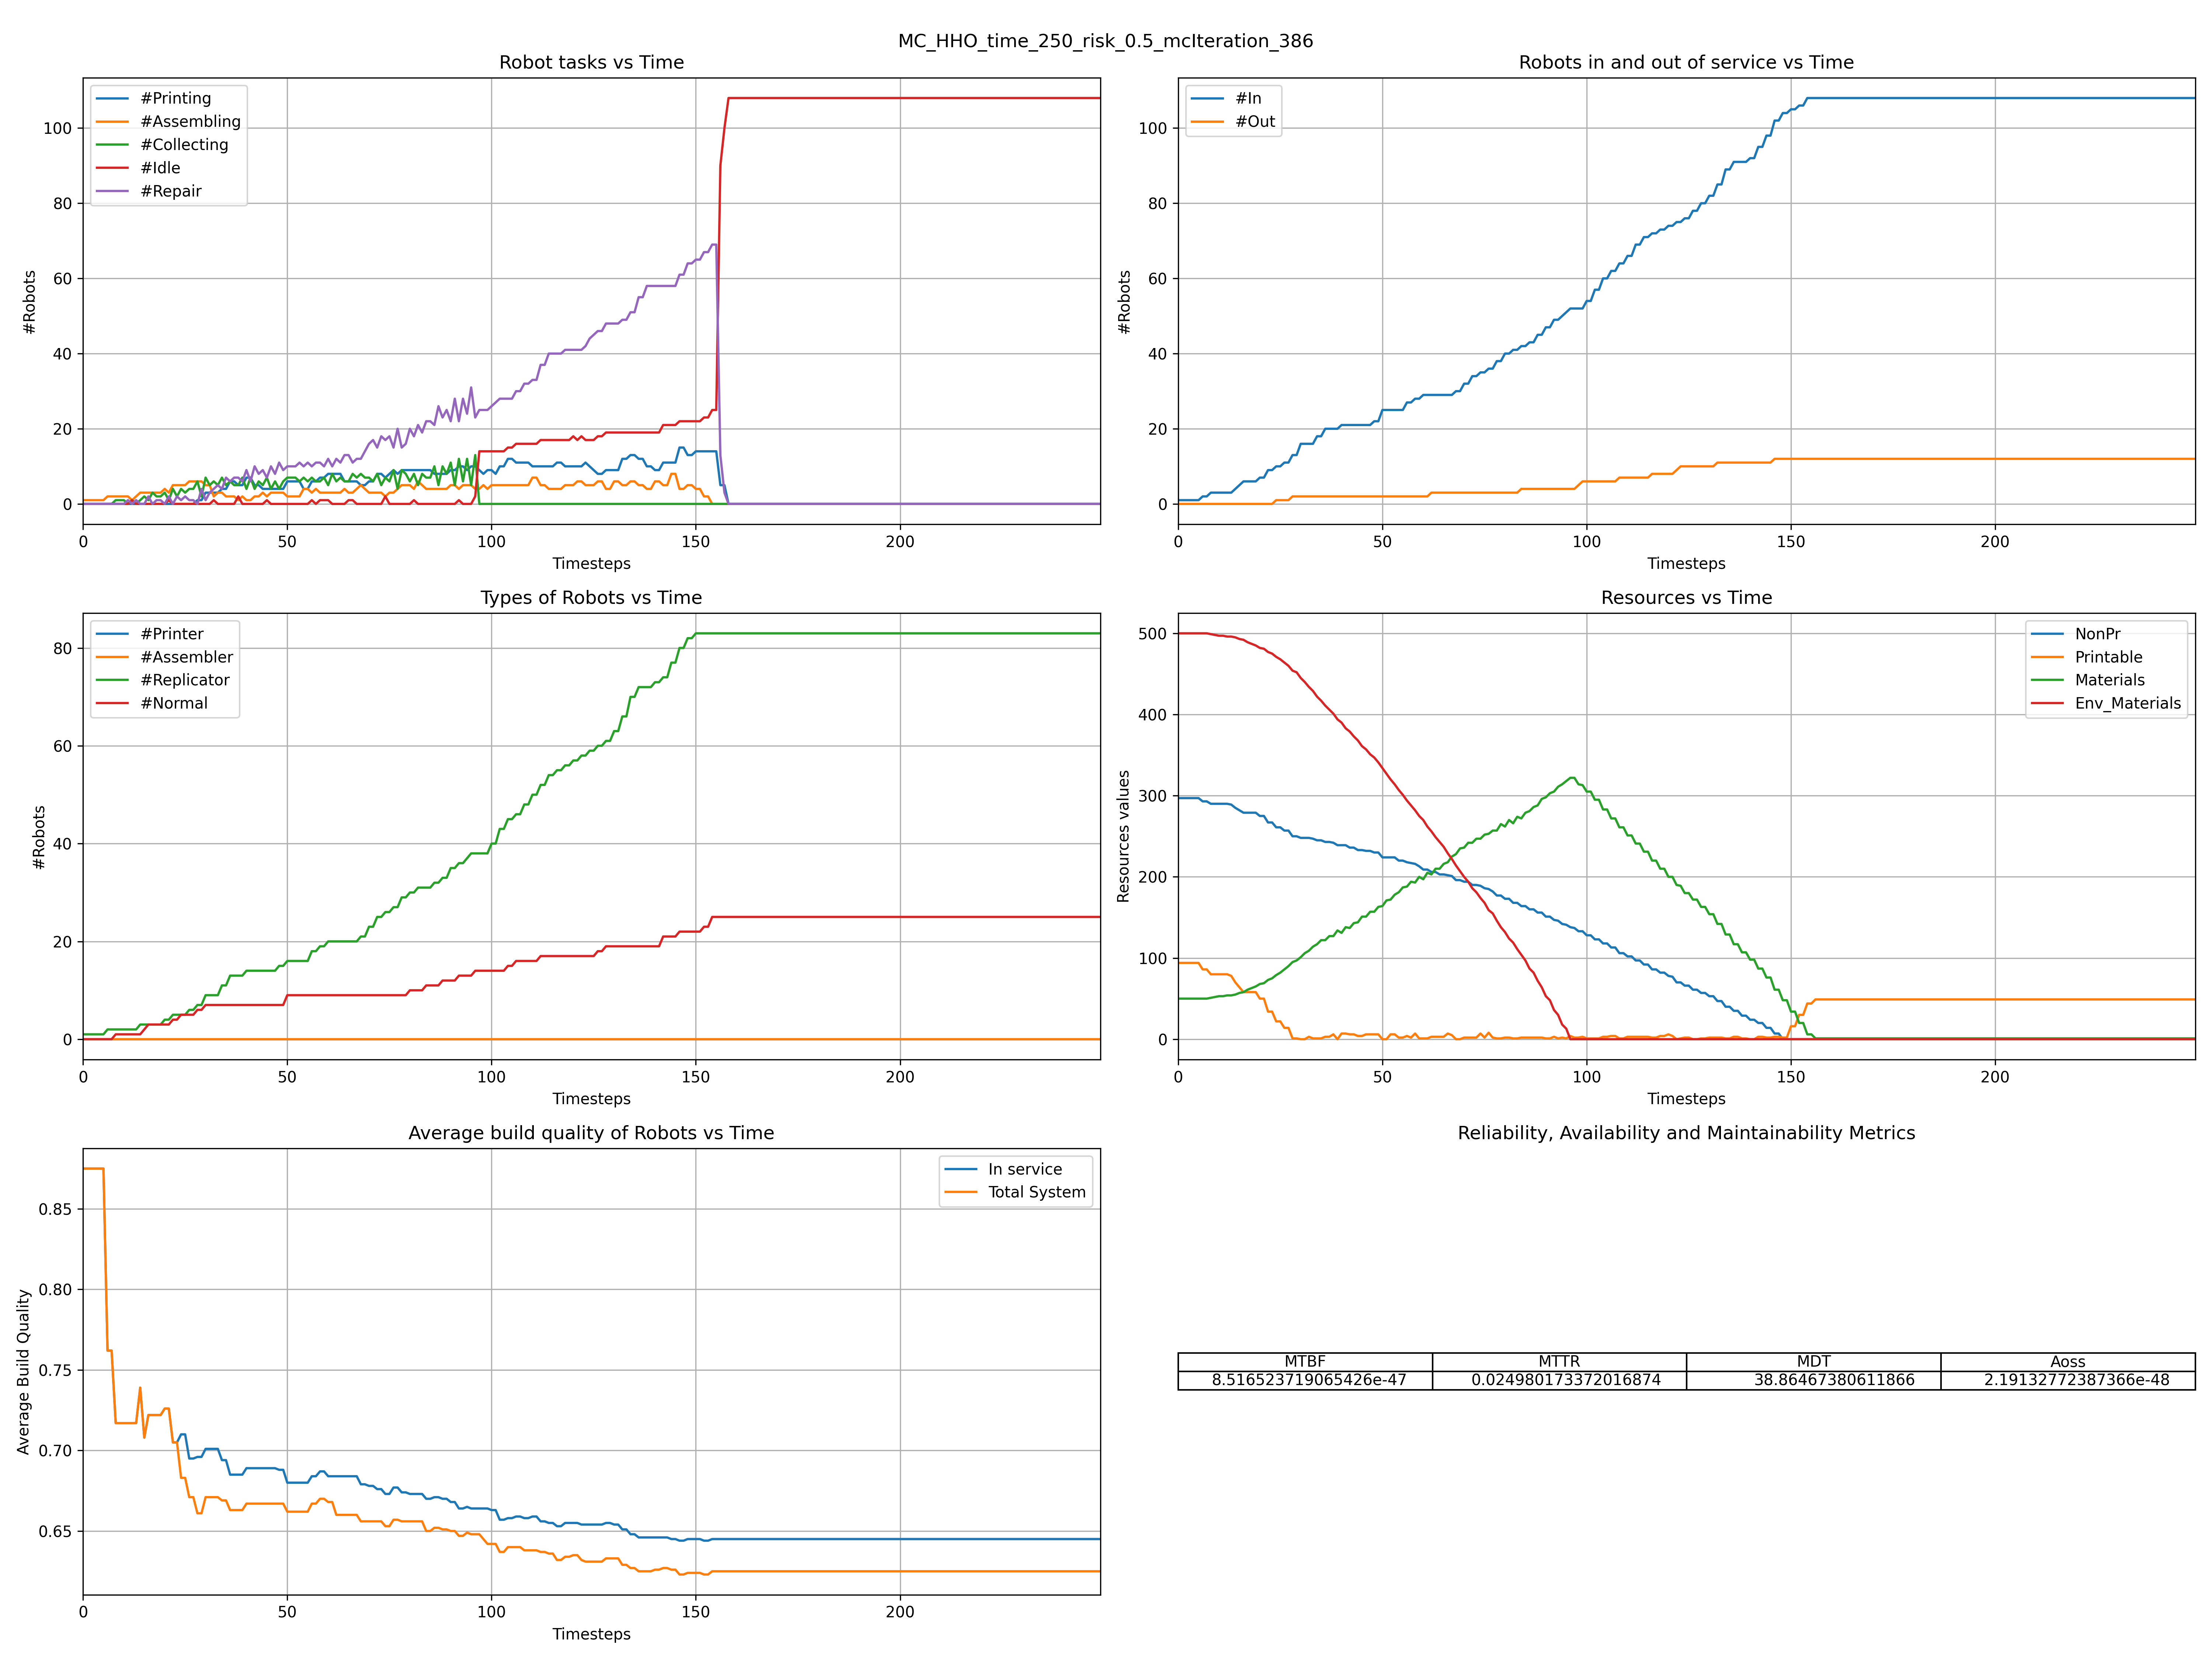 MC_HHO_time_250_risk_0.5_mcIteration_386
Robot tasks vs Time
#Printing
#Assembling
#Collecting
#Idle
#Repair
#Robots
100
80
60
40
20
0
0 50 100 150 200
Timesteps
Robots in and out of service vs Time
#In
#Out
#Robots
100
80
60
40
20
0
0 50 100 150 200
Timesteps
Types of Robots vs Time
#Printer
#Assembler
#Replicator
#Normal
#Robots
80
60
40
20
0
0 50 100 150 200
Timesteps
Resources vs Time
NonPr
Printable
Materials
Env_Materials
Resources values
500
400
300
200
100
0
0 50 100 150 200
Timesteps
Average build quality of Robots vs Time
In service
Total System
Average Build Quality
0.85
0.80
0.75
0.70
0.65
0 50 100 150 200
Timesteps
Reliability, Availability and Maintainability Metrics
MTBF MTTR MDT Aoss
8.516523719065426e-47 0.024980173372016874 38.86467380611866 2.19132772387366e-48